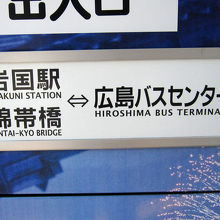 出入口
岩国駅 ⇔ 広島バスセンター
AKUNI STATION HIROSHIMA BUS TERMINA
錦帯橋
NTAI-KYO BRIDGE